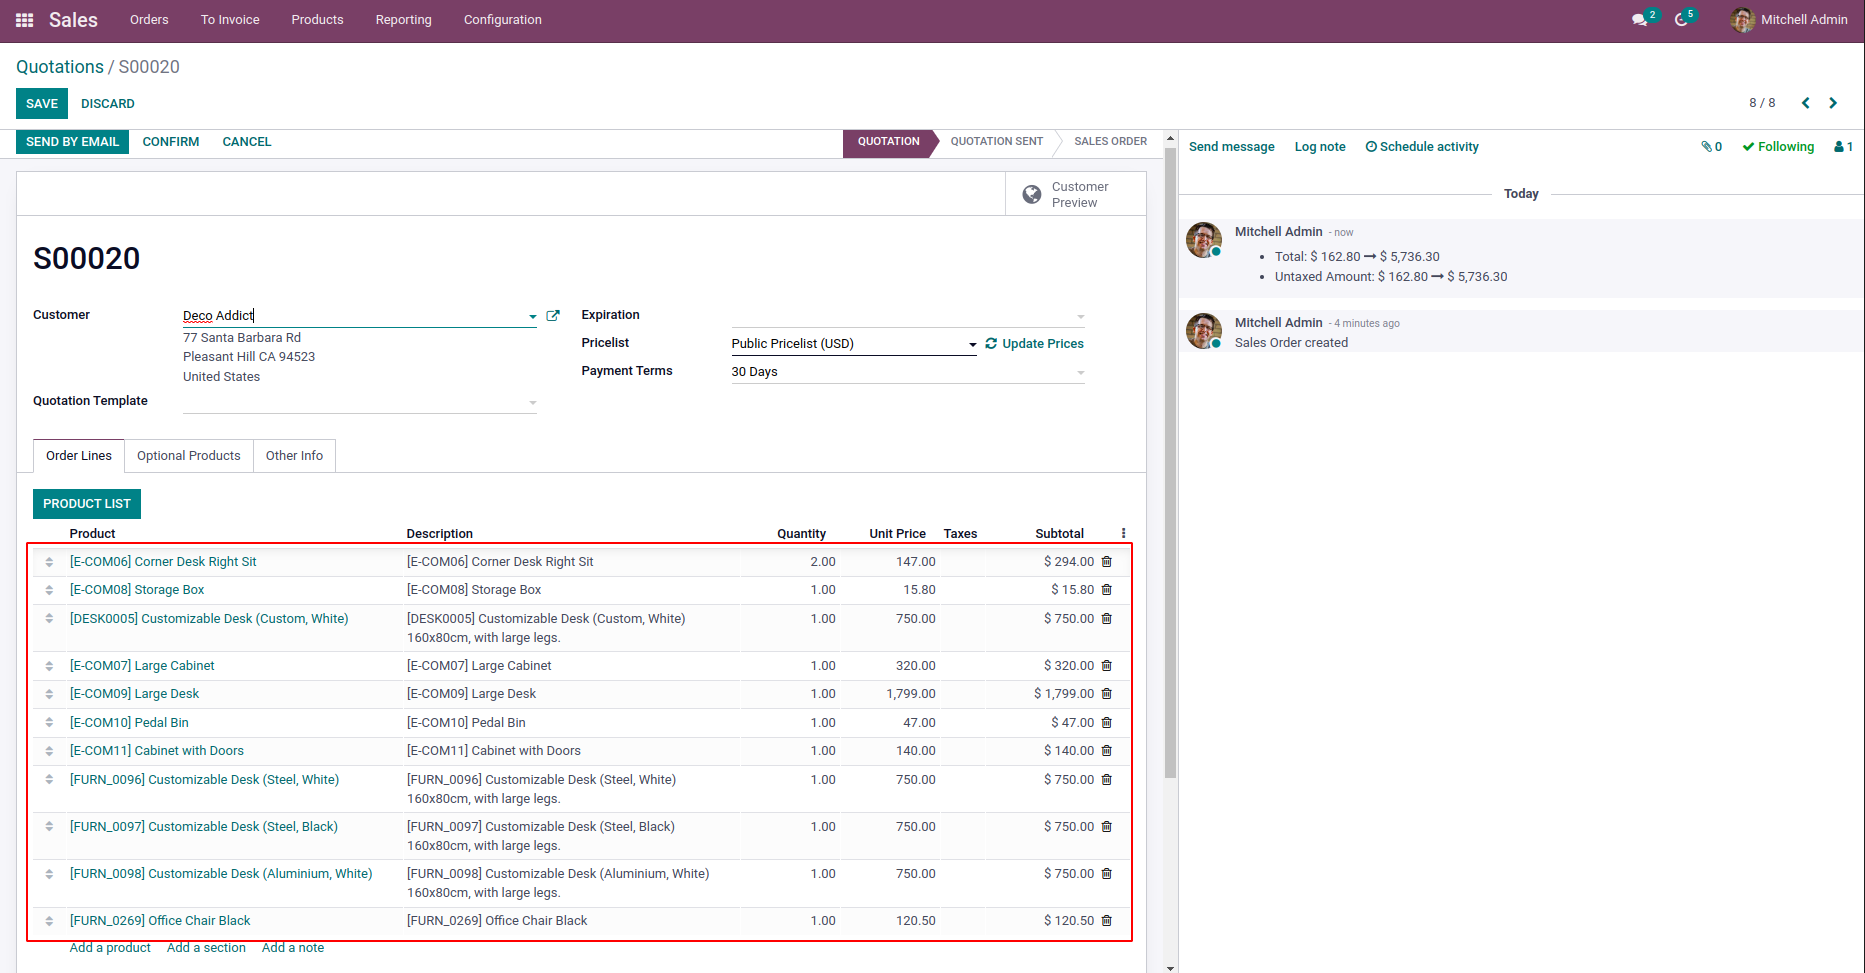 Sales Orders To Invoice Products Reporting Configuration 2 5 Mitchell Admin
Quotations / S00020
SAVE DISCARD 8 / 8
SEND BY EMAIL CONFIRM CANCEL QUOTATION QUOTATION SENT SALES ORDER
Customer
Preview
S00020
Customer Deco Addict
77 Santa Barbara Rd
Pleasant Hill CA 94523
United States
Quotation Template
Expiration
Pricelist Public Pricelist (USD) Update Prices
Payment Terms 30 Days
Order Lines Optional Products Other Info
PRODUCT LIST
Product Description Quantity Unit Price Taxes Subtotal
[E-COM06] Corner Desk Right Sit [E-COM06] Corner Desk Right Sit 2.00 147.00 $ 294.00
[E-COM08] Storage Box [E-COM08] Storage Box 1.00 15.80 $ 15.80
[DESK0005] Customizable Desk (Custom, White) [DESK0005] Customizable Desk (Custom, White) 1.00 750.00 $ 750.00
160x80cm, with large legs.
[E-COM07] Large Cabinet [E-COM07] Large Cabinet 1.00 320.00 $ 320.00
[E-COM09] Large Desk [E-COM09] Large Desk 1.00 1,799.00 $ 1,799.00
[E-COM10] Pedal Bin [E-COM10] Pedal Bin 1.00 47.00 $ 47.00
[E-COM11] Cabinet with Doors [E-COM11] Cabinet with Doors 1.00 140.00 $ 140.00
[FURN_0096] Customizable Desk (Steel, White) [FURN_0096] Customizable Desk (Steel, White) 1.00 750.00 $ 750.00
160x80cm, with large legs.
[FURN_0097] Customizable Desk (Steel, Black) [FURN_0097] Customizable Desk (Steel, Black) 1.00 750.00 $ 750.00
160x80cm, with large legs.
[FURN_0098] Customizable Desk (Aluminium, White) [FURN_0098] Customizable Desk (Aluminium, White) 1.00 750.00 $ 750.00
160x80cm, with large legs.
[FURN_0269] Office Chair Black [FURN_0269] Office Chair Black 1.00 120.50 $ 120.50
Add a product Add a section Add a note
Send message Log note Schedule activity 0 Following 1
Today
Mitchell Admin - now
• Total: $ 162.80 → $ 5,736.30
• Untaxed Amount: $ 162.80 → $ 5,736.30
Mitchell Admin - 4 minutes ago
Sales Order created